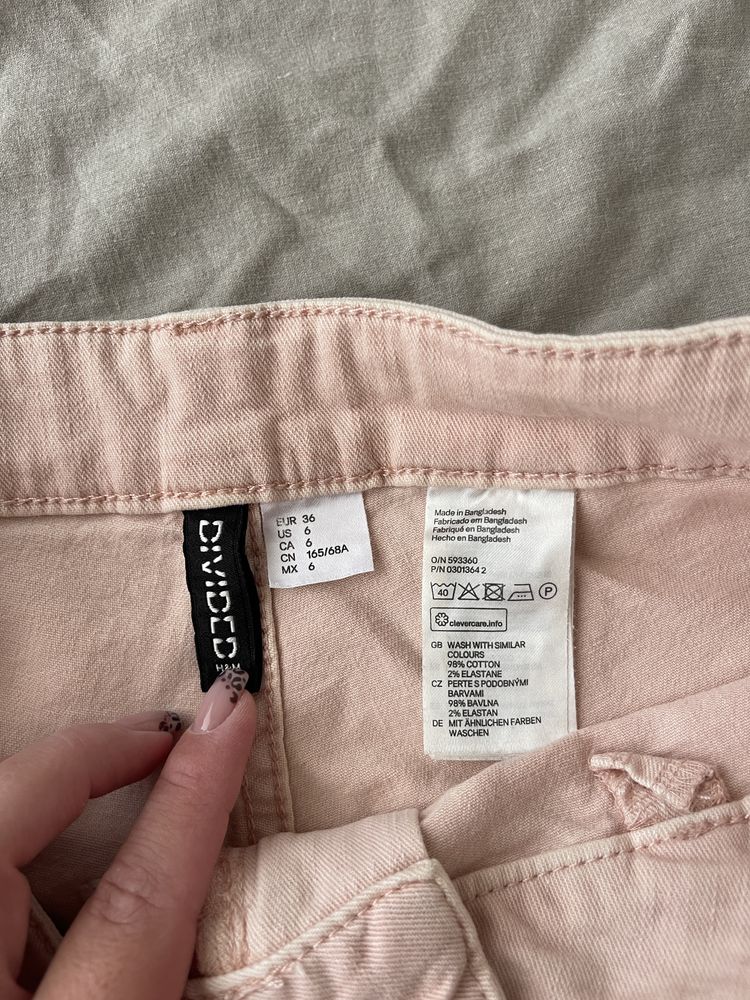 DIVIDED
H&M
EUR 36
US 6
CA 6
CN 165/68A
MX 6
Made in Bangladesh
Fabricado em Bangladesh
Fabriqué en Bangladesh
Hecho en Bangladesh
O/N 593360
P/N 0301364 2
40 P
clevercare.info
GB WASH WITH SIMILAR
COLOURS
98% COTTON
2% ELASTANE
CZ PERTE S PODOBNÝMI
BARVAMI
98% BAVLNA
2% ELASTAN
DE MIT ÄHNLICHEN FARBEN
WASCHEN